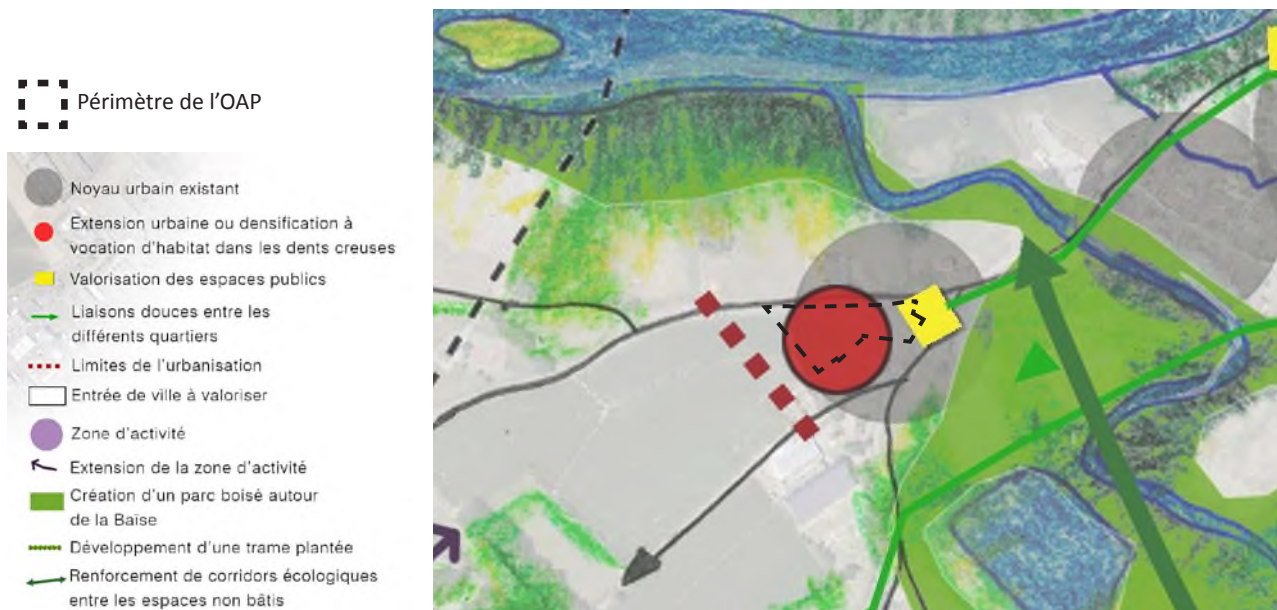 Périmètre de l'OAP
Noyau urbain existant
Extension urbaine ou densification à
vocation d'habitat dans les dents creuses
Valorisation des espaces publics
Liaisons douces entre les
différents quartiers
Limites de l'urbanisation
Entrée de ville à valoriser
Zone d'activité
Extension de la zone d'activité
Création d'un parc boisé autour
de la Baïse
Développement d'une trame plantée
Renforcement de corridors écologiques
entre les espaces non bâtis